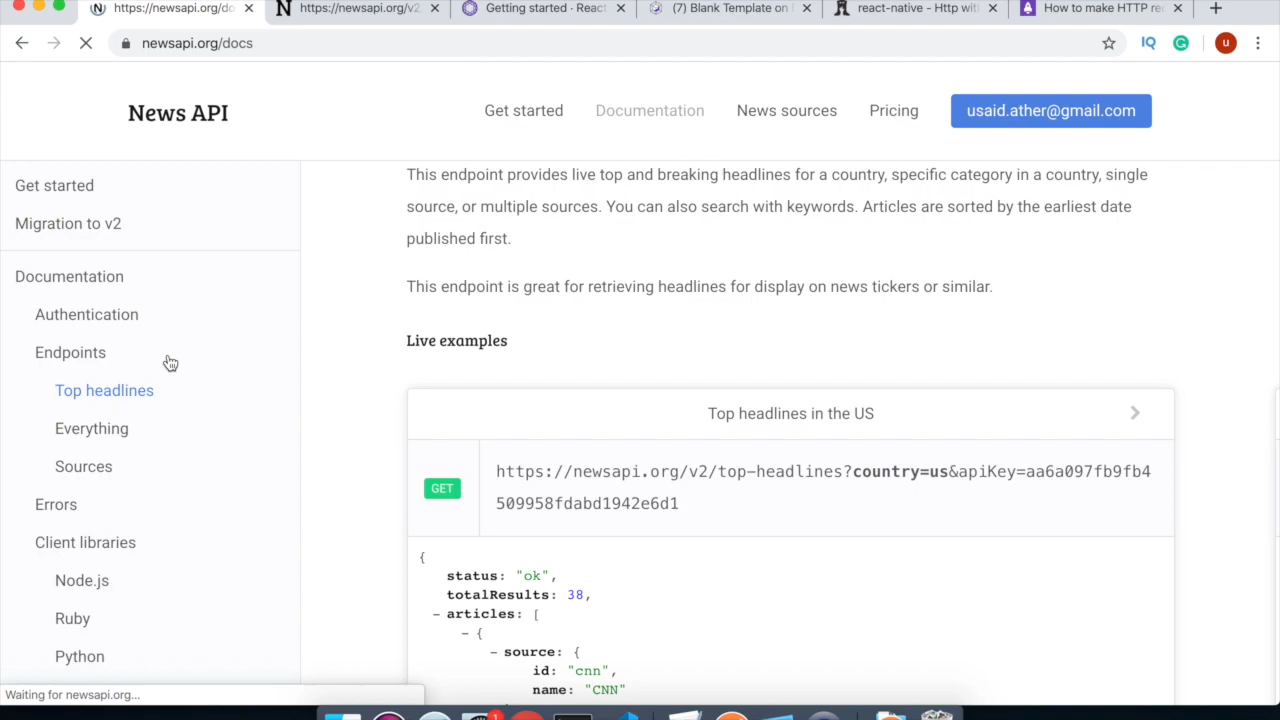 https://newsapi.org/do
https://newsapi.org/v2
Getting started · React
(7) Blank Template on
react-native - Http wit
How to make HTTP re
newsapi.org/docs
IQ
u
News API
Get started
Documentation
News sources
Pricing
usaid.ather@gmail.com
Get started
Migration to v2
Documentation
Authentication
Endpoints
Top headlines
Everything
Sources
Errors
Client libraries
Node.js
Ruby
Python
This endpoint provides live top and breaking headlines for a country, specific category in a country, single
source, or multiple sources. You can also search with keywords. Articles are sorted by the earliest date
published first.
This endpoint is great for retrieving headlines for display on news tickers or similar.
Live examples
Top headlines in the US
GET
https://newsapi.org/v2/top-headlines?country=us&apiKey=aa6a097fb9fb4
509958fdabd1942e6d1
{
status: "ok",
totalResults: 38,
- articles: [
- {
- source: {
id: "cnn",
name: "CNN"
Waiting for newsapi.org...
1